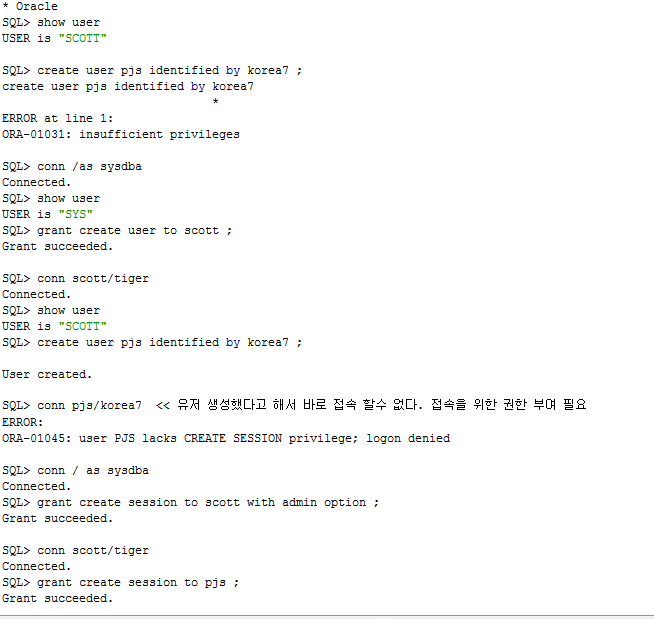 * Oracle
SQL> show user
USER is "SCOTT"
SQL> create user pjs identified by korea7 ;
create user pjs identified by korea7
*
ERROR at line 1:
ORA-01031: insufficient privileges
SQL> conn /as sysdba
Connected.
SQL> show user
USER is "SYS"
SQL> grant create user to scott ;
Grant succeeded.
SQL> conn scott/tiger
Connected.
SQL> show user
USER is "SCOTT"
SQL> create user pjs identified by korea7 ;
User created.
SQL> conn pjs/korea7  << 유저 생성했다고 해서 바로 접속 할수 없다. 접속을 위한 권한 부여 필요
ERROR:
ORA-01045: user PJS lacks CREATE SESSION privilege; logon denied
SQL> conn / as sysdba
Connected.
SQL> grant create session to scott with admin option ;
Grant succeeded.
SQL> conn scott/tiger
Connected.
SQL> grant create session to pjs ;
Grant succeeded.